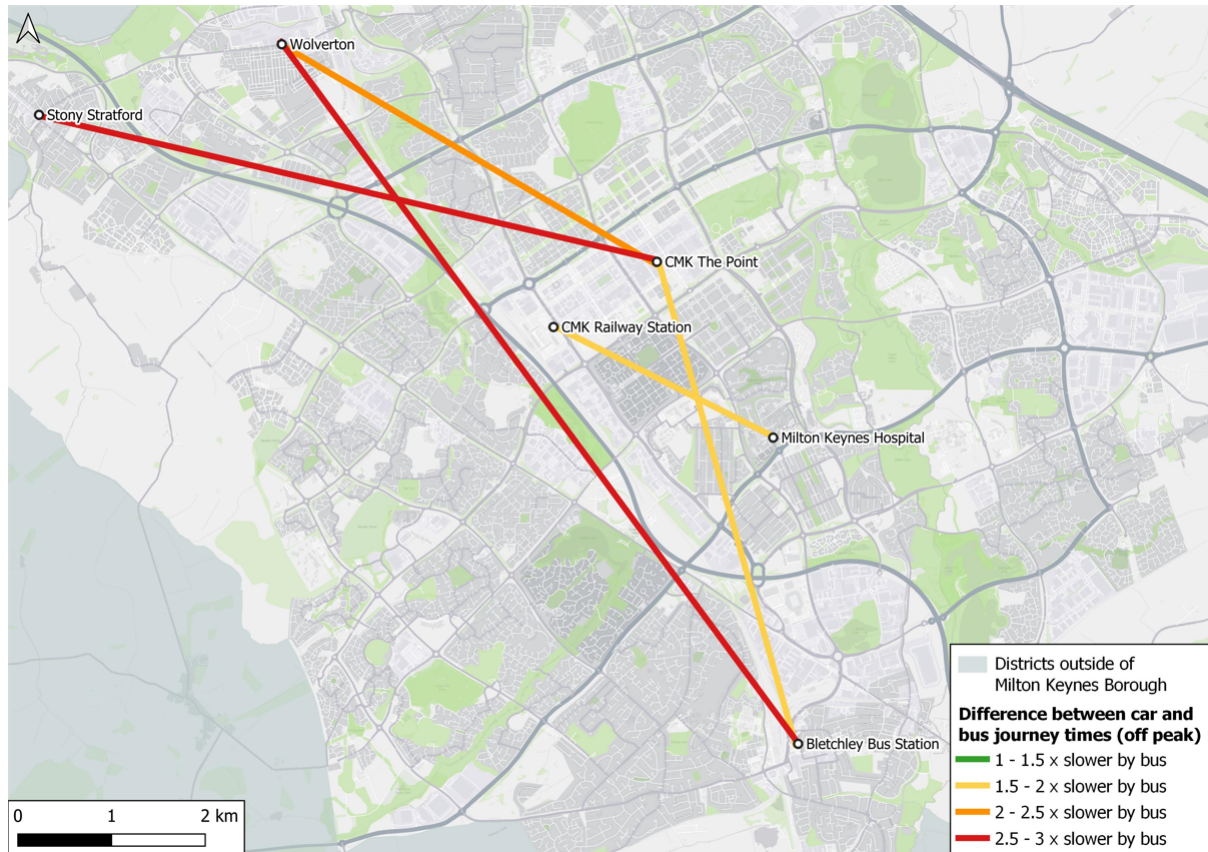 Wolverton
Stony Stratford
CMK The Point
CMK Railway Station
Milton Keynes Hospital
Bletchley Bus Station
0 1 2 km
Districts outside of
Milton Keynes Borough
Difference between car and
bus journey times (off peak)
1 - 1.5 x slower by bus
1.5 - 2 x slower by bus
2 - 2.5 x slower by bus
2.5 - 3 x slower by bus